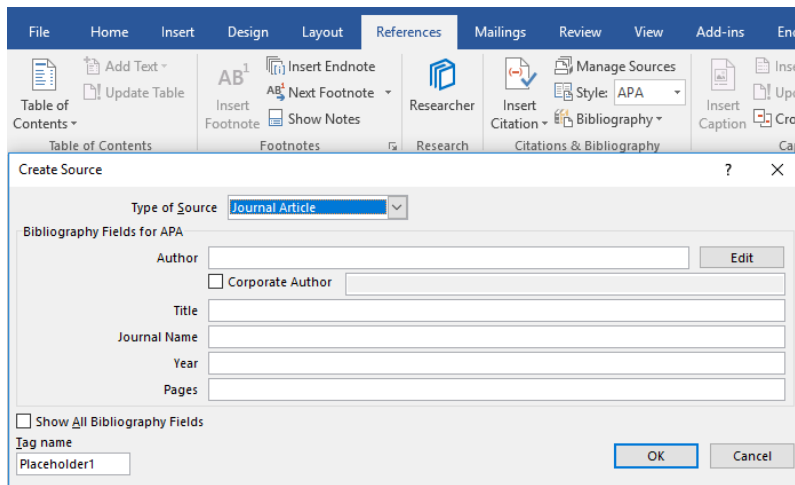 File Home Insert Design Layout References Mailings Review View Add-ins
Add Text Insert Endnote Manage Sources
AB1 Update Table AB1 Next Footnote Style: APA
Table of Contents Insert Footnote Show Notes Researcher Insert Citation Bibliography Insert Caption
Table of Contents Footnotes Research Citations & Bibliography
Create Source ?
Type of Source Journal Article
Bibliography Fields for APA
Author Edit
Corporate Author
Title
Journal Name
Year
Pages
Show All Bibliography Fields
Tag name
Placeholder1 OK Cancel